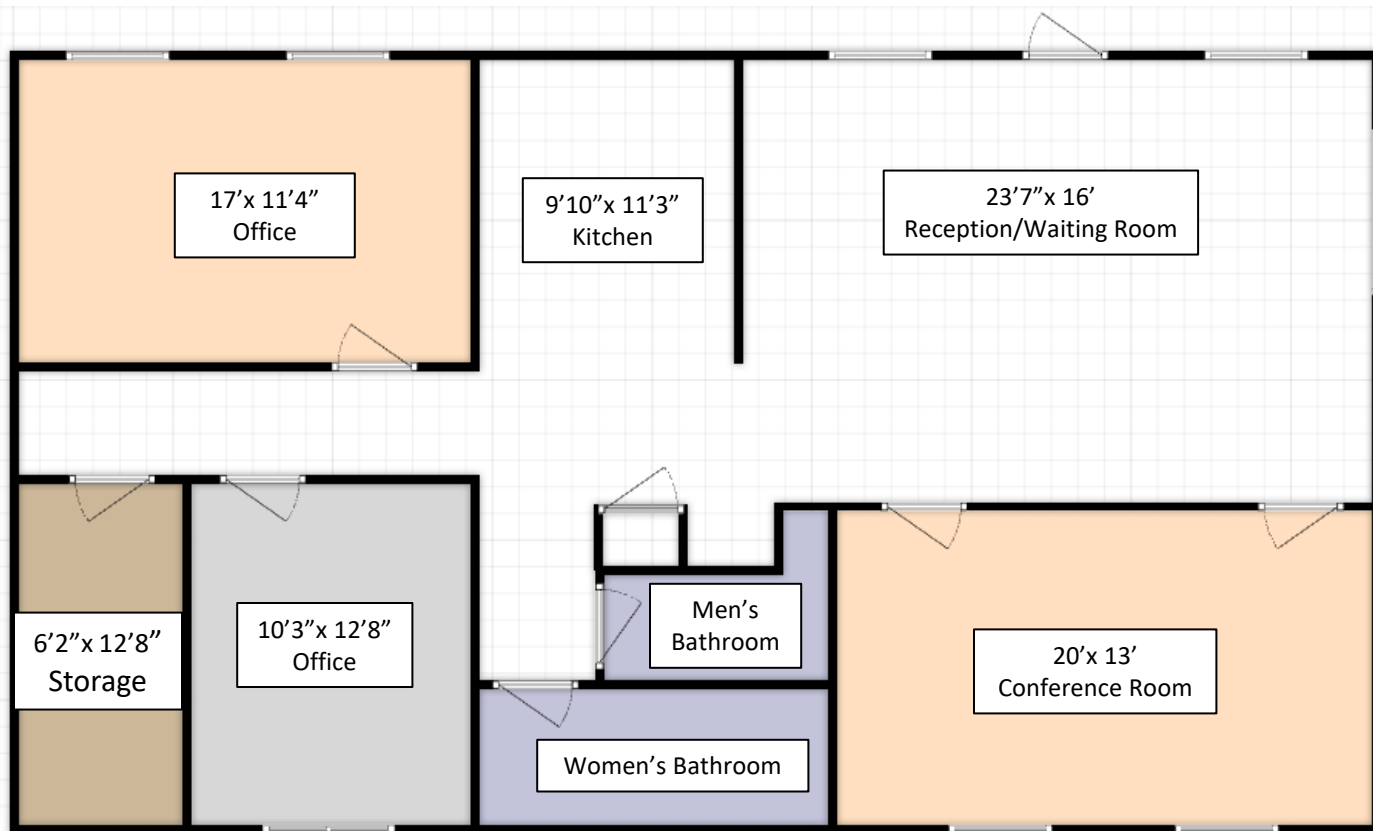 17’x 11’4”
Office
9’10”x 11’3”
Kitchen
23’7”x 16’
Reception/Waiting Room
6’2”x 12’8”
Storage
10’3”x 12’8”
Office
Men’s
Bathroom
Women’s Bathroom
20’x 13’
Conference Room